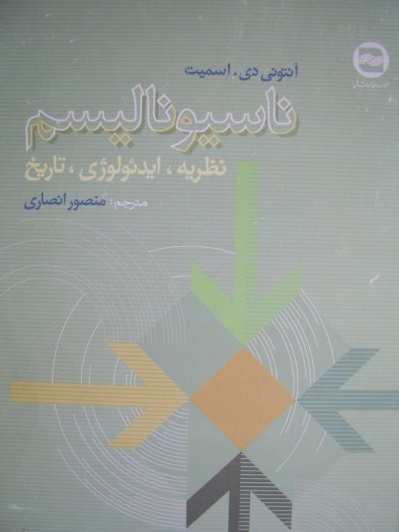 آنتونی دی. اسمیت
ناسیونالیسم
نظریه، ایدئولوژی، تاریخ
مترجم: منصور انصاری